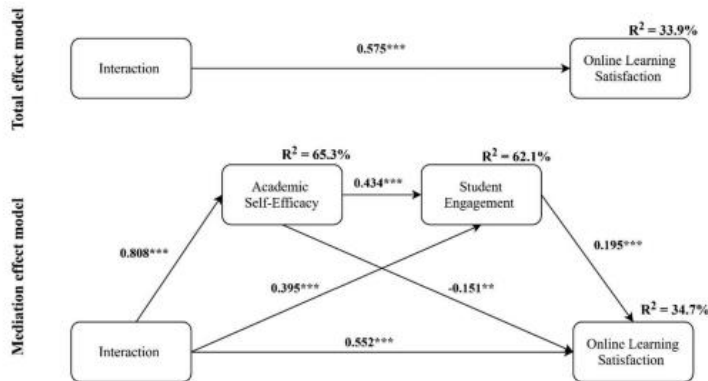 Total effect model
R² = 33.9%
Interaction
0.575***
Online Learning
Satisfaction
Mediation effect model
R² = 65.3%
R² = 62.1%
Academic
Self-Efficacy
0.434***
Student
Engagement
0.808***
0.395***
-0.151**
0.195***
R² = 34.7%
Interaction
0.552***
Online Learning
Satisfaction